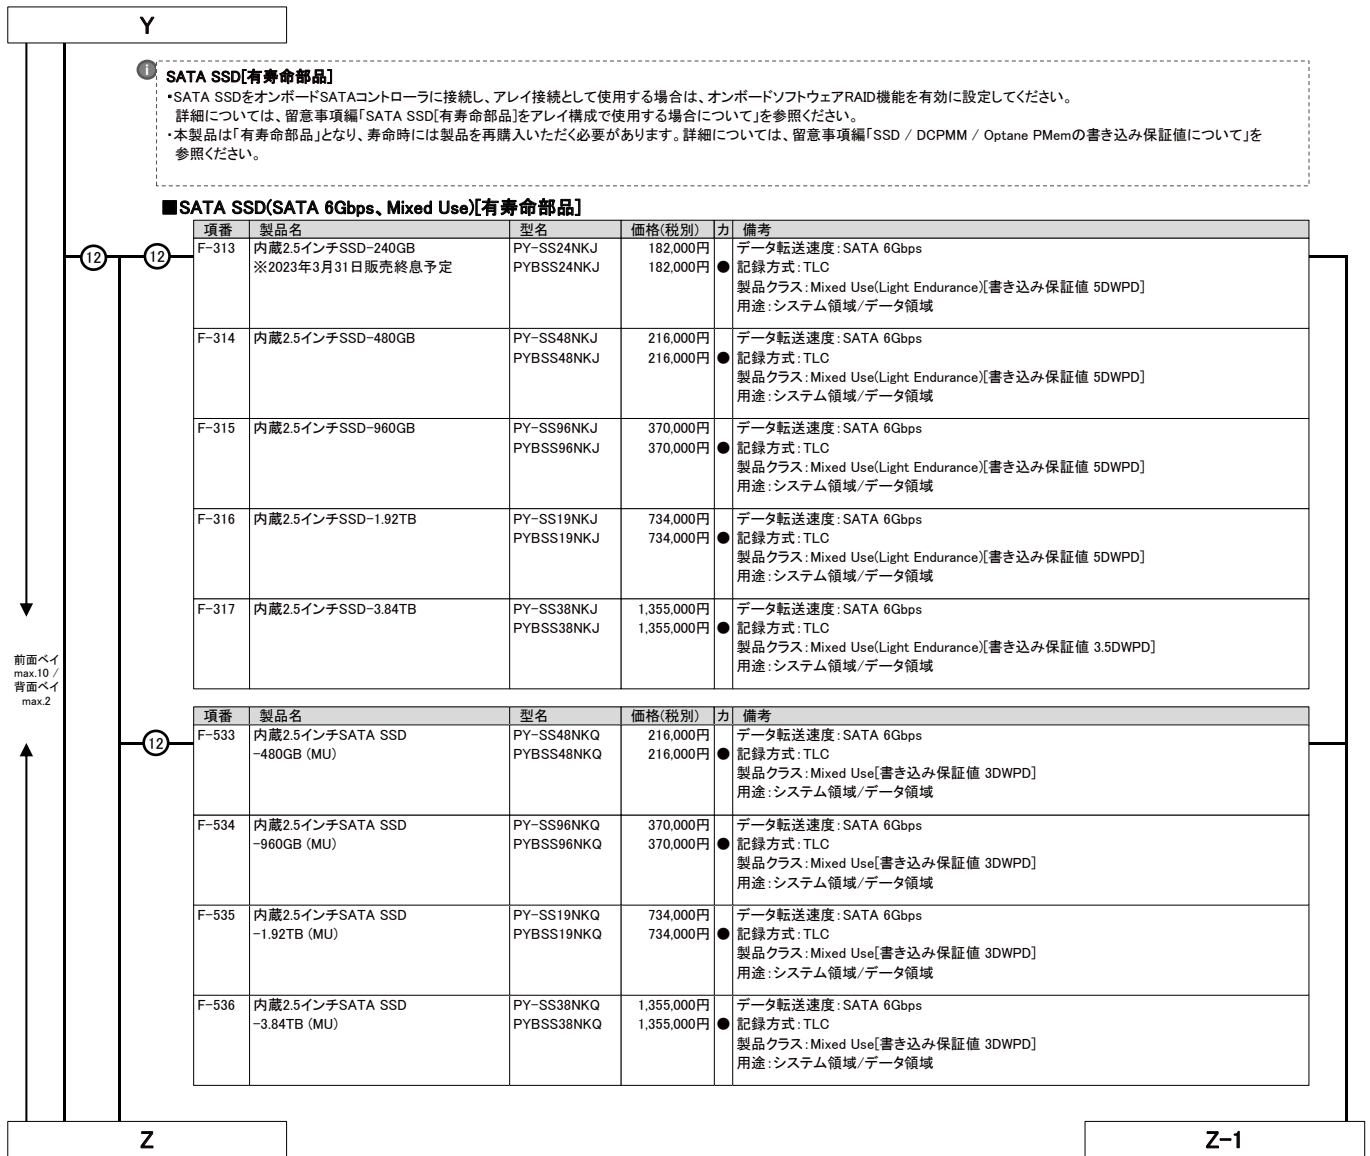 Y
i
SATA SSD[有寿命部品]
・SATA SSDをオンボードSATAコントローラに接続し、アレイ接続として使用する場合は、オンボードソフトウェアRAID機能を有効に設定してください。
詳細については、留意事項編「SATA SSD[有寿命部品]をアレイ構成で使用する場合について」を参照ください。
・本製品は「有寿命部品」となり、寿命時には製品を再購入いただく必要があります。詳細については、留意事項編「SSD / DCPMM / Optane PMemの書き込み保証値について」を
参照ください。
■SATA SSD(SATA 6Gbps、Mixed Use)[有寿命部品]
項番 製品名 型名 価格(税別) カ 備考
⑫ ⑫ F-313 内蔵2.5インチSSD-240GB PY-SS24NKJ 182,000円 データ転送速度:SATA 6Gbps
※2023年3月31日販売終息予定 PYBSS24NKJ 182,000円 ● 記録方式:TLC
製品クラス:Mixed Use(Light Endurance)[書き込み保証値 5DWPD]
用途:システム領域/データ領域
F-314 内蔵2.5インチSSD-480GB PY-SS48NKJ 216,000円 データ転送速度:SATA 6Gbps
PYBSS48NKJ 216,000円 ● 記録方式:TLC
製品クラス:Mixed Use(Light Endurance)[書き込み保証値 5DWPD]
用途:システム領域/データ領域
F-315 内蔵2.5インチSSD-960GB PY-SS96NKJ 370,000円 データ転送速度:SATA 6Gbps
PYBSS96NKJ 370,000円 ● 記録方式:TLC
製品クラス:Mixed Use(Light Endurance)[書き込み保証値 5DWPD]
用途:システム領域/データ領域
F-316 内蔵2.5インチSSD-1.92TB PY-SS19NKJ 734,000円 データ転送速度:SATA 6Gbps
PYBSS19NKJ 734,000円 ● 記録方式:TLC
製品クラス:Mixed Use(Light Endurance)[書き込み保証値 5DWPD]
用途:システム領域/データ領域
F-317 内蔵2.5インチSSD-3.84TB PY-SS38NKJ 1,355,000円 データ転送速度:SATA 6Gbps
PYBSS38NKJ 1,355,000円 ● 記録方式:TLC
製品クラス:Mixed Use(Light Endurance)[書き込み保証値 3.5DWPD]
用途:システム領域/データ領域
前面ベイ
max.10 /
背面ベイ
max.2
項番 製品名 型名 価格(税別) カ 備考
⑫ F-533 内蔵2.5インチSATA SSD PY-SS48NKQ 216,000円 データ転送速度:SATA 6Gbps
-480GB (MU) PYBSS48NKQ 216,000円 ● 記録方式:TLC
製品クラス:Mixed Use[書き込み保証値 3DWPD]
用途:システム領域/データ領域
F-534 内蔵2.5インチSATA SSD PY-SS96NKQ 370,000円 データ転送速度:SATA 6Gbps
-960GB (MU) PYBSS96NKQ 370,000円 ● 記録方式:TLC
製品クラス:Mixed Use[書き込み保証値 3DWPD]
用途:システム領域/データ領域
F-535 内蔵2.5インチSATA SSD PY-SS19NKQ 734,000円 データ転送速度:SATA 6Gbps
-1.92TB (MU) PYBSS19NKQ 734,000円 ● 記録方式:TLC
製品クラス:Mixed Use[書き込み保証値 3DWPD]
用途:システム領域/データ領域
F-536 内蔵2.5インチSATA SSD PY-SS38NKQ 1,355,000円 データ転送速度:SATA 6Gbps
-3.84TB (MU) PYBSS38NKQ 1,355,000円 ● 記録方式:TLC
製品クラス:Mixed Use[書き込み保証値 3DWPD]
用途:システム領域/データ領域
Z Z-1